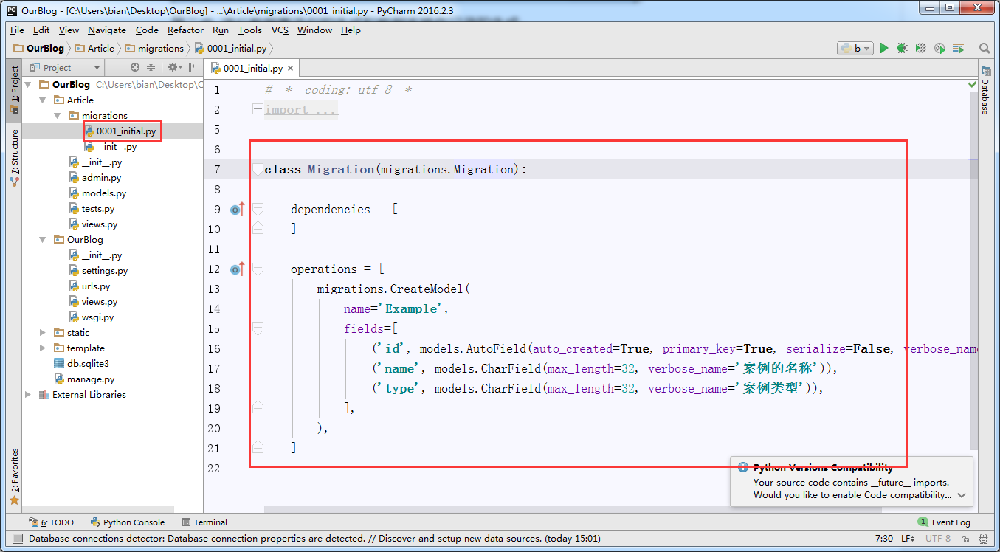 OurBlog - [C:\Users\bian\Desktop\OurBlog] - ...\Article\migrations\0001_initial.py - PyCharm 2016.2.3
File Edit View Navigate Code Refactor Run Tools VCS Window Help
OurBlog Article migrations 0001_initial.py b
1: Project
7: Structure
2: Favorites
Project
OurBlog C:\Users\bian\Desktop\O
Article
migrations
0001_initial.py
__init__.py
__init__.py
admin.py
models.py
tests.py
views.py
OurBlog
__init__.py
settings.py
urls.py
views.py
wsgi.py
static
template
db.sqlite3
manage.py
External Libraries
0001_initial.py
1 # -*- coding: utf-8 -*-
2 import ...
5
6
7 class Migration(migrations.Migration):
8
9 dependencies = [
10 ]
11
12 operations = [
13 migrations.CreateModel(
14 name='Example',
15 fields=[
16 ('id', models.AutoField(auto_created=True, primary_key=True, serialize=False, verbose_name
17 ('name', models.CharField(max_length=32, verbose_name='案例的名称')),
18 ('type', models.CharField(max_length=32, verbose_name='案例类型')),
19 ],
20 ),
21 ]
22
Database
Python Versions Compatibility
Your source code contains __future__ imports.
Would you like to enable Code compatibility...
6: TODO Python Console Terminal 1 Event Log
Database connections detector: Database connection properties are detected. // Discover and setup new data sources. (today 15:01) 7:30 LF UTF-8